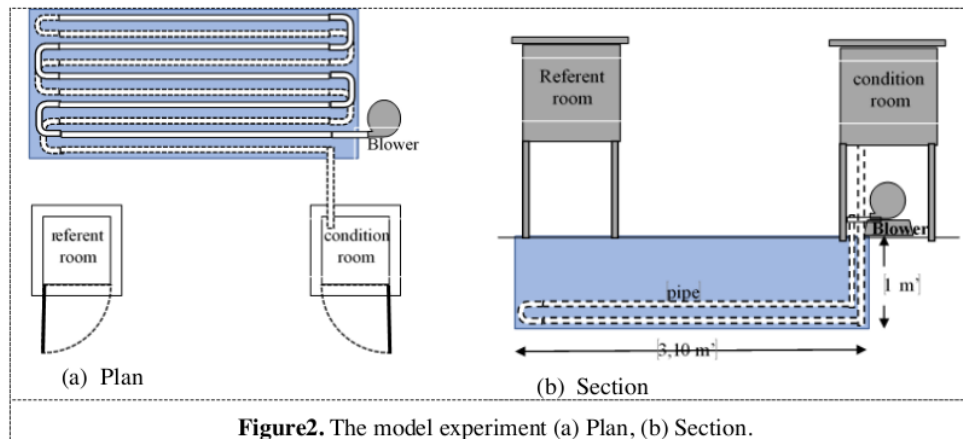 Blower
referent
room
condition
room
(a) Plan
Referent
room
condition
room
Blower
pipe
1 m'
3,10 m'
(b) Section
Figure2. The model experiment (a) Plan, (b) Section.